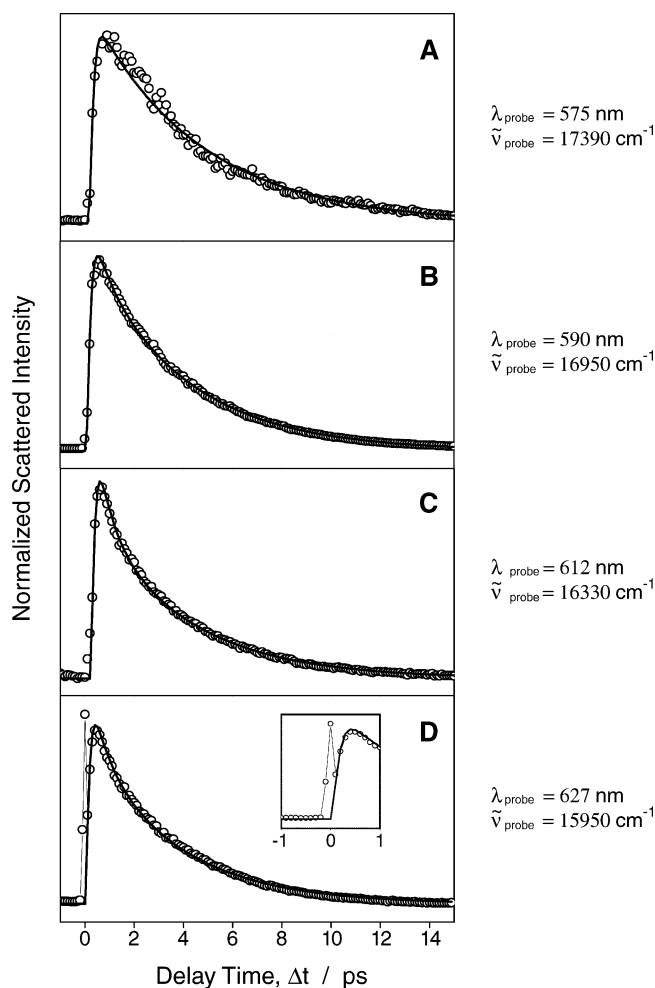 A
λ probe = 575 nm
ν̃ probe = 17390 cm-1
B
λ probe = 590 nm
ν̃ probe = 16950 cm-1
Normalized Scattered Intensity
C
λ probe = 612 nm
ν̃ probe = 16330 cm-1
D
-1 0 1
λ probe = 627 nm
ν̃ probe = 15950 cm-1
0 2 4 6 8 10 12 14
Delay Time, Δt / ps